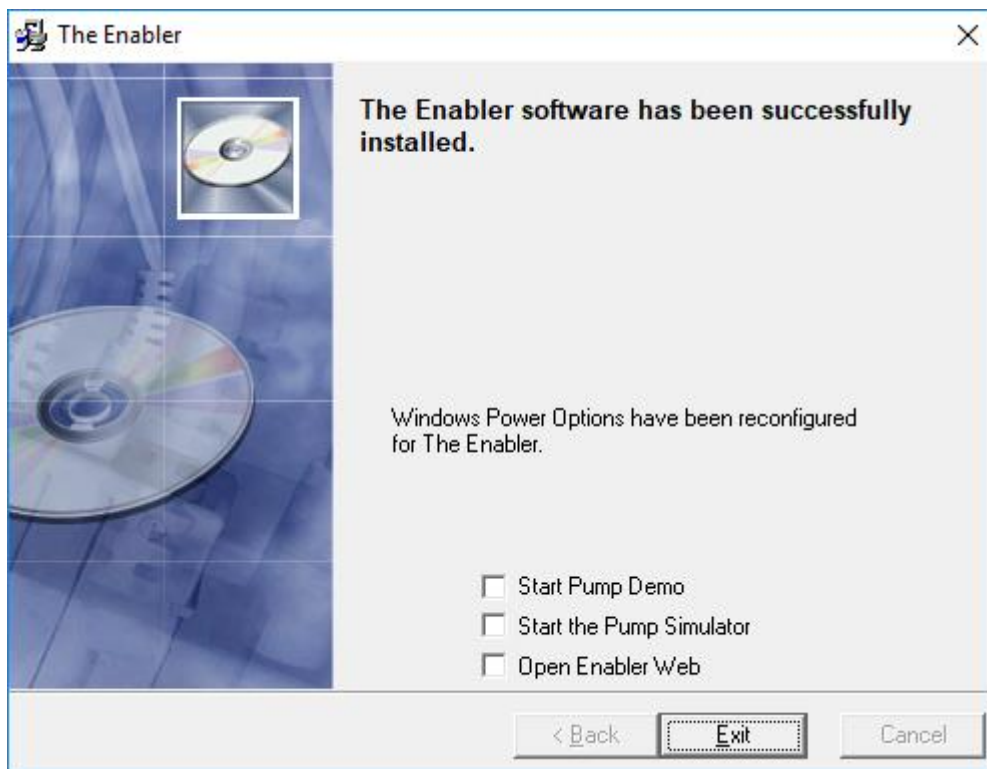 The Enabler
The Enabler software has been successfully
installed.
Windows Power Options have been reconfigured
for The Enabler.
Start Pump Demo
Start the Pump Simulator
Open Enabler Web
< Back
Exit
Cancel